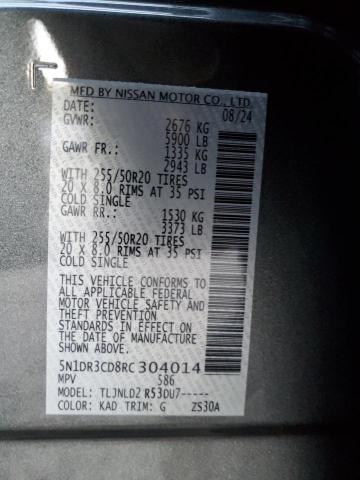 MFD BY NISSAN MOTOR CO., LTD.
DATE: 08/24
GVWR: 2676 KG
5900 LB
GAWR FR.: 1335 KG
2943 LB
WITH 255/50R20 TIRES
20 X 8.0 RIMS AT 35 PSI
COLD SINGLE
GAWR RR.: 1530 KG
3373 LB
WITH 255/50R20 TIRES
20 X 8.0 RIMS AT 35 PSI
COLD SINGLE
THIS VEHICLE CONFORMS TO
ALL APPLICABLE FEDERAL
MOTOR VEHICLE SAFETY AND
THEFT PREVENTION
STANDARDS IN EFFECT ON
THE DATE OF MANUFACTURE
SHOWN ABOVE.
5N1DR3CD8RC304014
MPV 586
MODEL: TLJNLD2 R53DU7-----
COLOR: KAD TRIM: G ZS30A